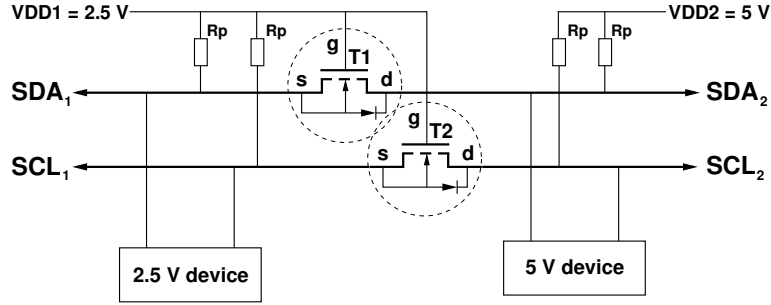 VDD1 = 2.5 V VDD2 = 5 V
Rp Rp Rp Rp
g T1
SDA1 s d SDA2
g T2
SCL1 s d SCL2
2.5 V device 5 V device